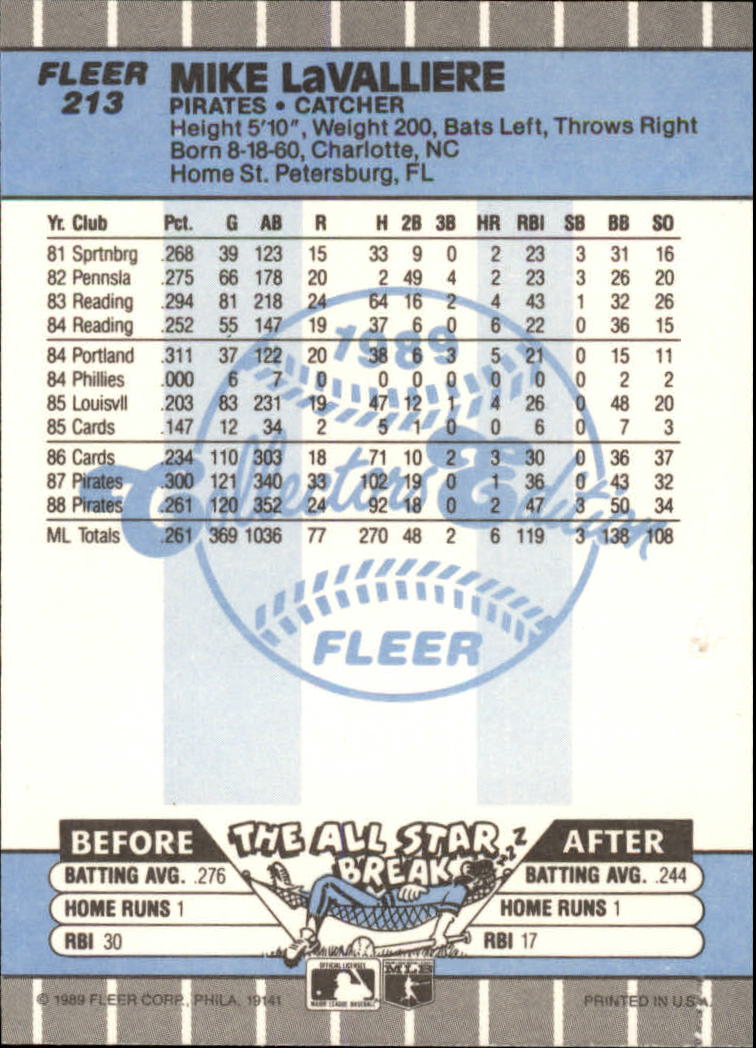 FLEER MIKE LaVALLIERE
213 PIRATES • CATCHER
Height 5'10", Weight 200, Bats Left, Throws Right
Born 8-18-60, Charlotte, NC
Home St. Petersburg, FL
Yr. Club Pct. G AB R H 2B 3B HR RBI SB BB SO
81 Sprtnbrg .268 39 123 15 33 9 0 2 23 3 31 16
82 Pennsla .275 66 178 20 2 49 4 2 23 3 26 20
83 Reading .294 81 218 24 64 16 2 4 43 1 32 26
84 Reading .252 55 147 19 37 6 0 6 22 0 36 15
84 Portland .311 37 122 20 38 6 3 5 21 0 15 11
84 Phillies .000 6 7 0 0 0 0 0 0 0 2 2
85 Louisvll .203 83 231 19 47 12 1 4 26 0 48 20
85 Cards .147 12 34 2 5 1 0 0 6 0 7 3
86 Cards .234 110 303 18 71 10 2 3 30 0 36 37
87 Pirates .300 121 340 33 102 19 0 1 36 0 43 32
88 Pirates .261 120 352 24 92 18 0 2 47 3 50 34
ML Totals .261 369 1036 77 270 48 2 6 119 3 138 108
1989
Collectors Edition
FLEER
BEFORE THE ALL STAR BREAK ZZZ AFTER
BATTING AVG. .276 BATTING AVG. .244
HOME RUNS 1 HOME RUNS 1
RBI 30 RBI 17
OFFICIAL LICENSEE
MAJOR LEAGUE BASEBALL
MLB
© 1989 FLEER CORP., PHILA. 19141 PRINTED IN U.S.A.